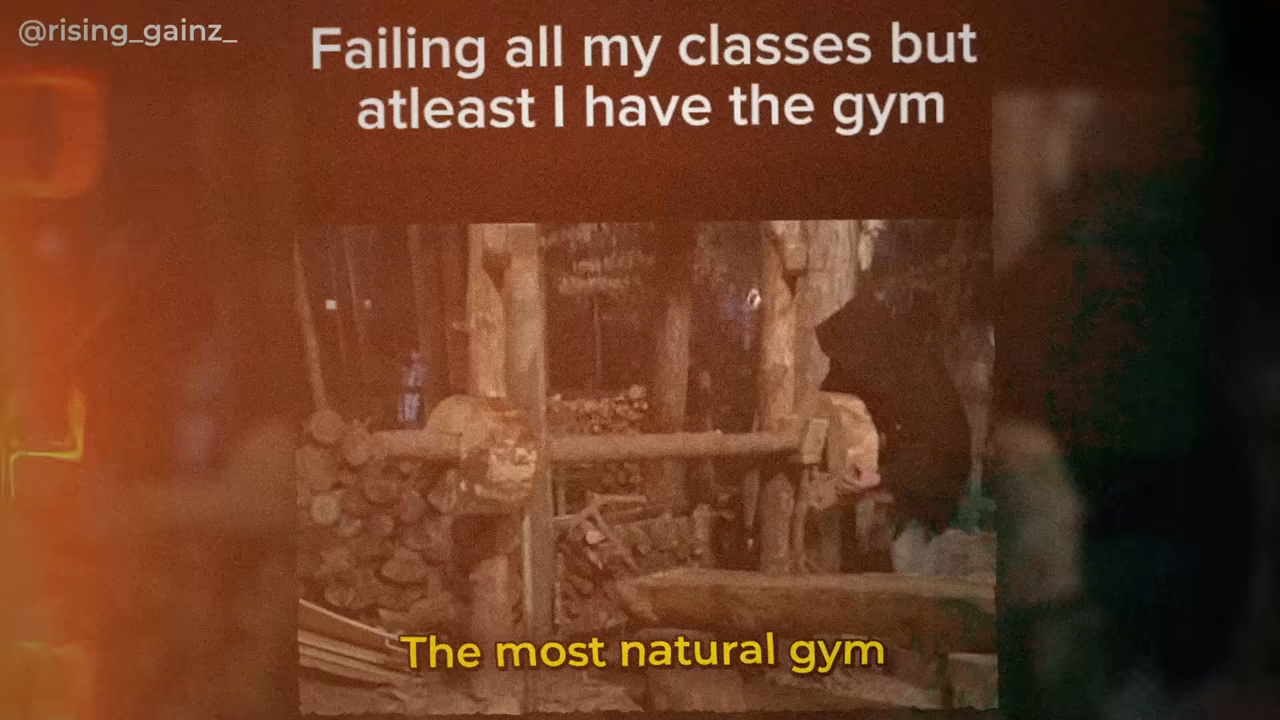 @rising_gainz_
Failing all my classes but
atleast I have the gym
The most natural gym